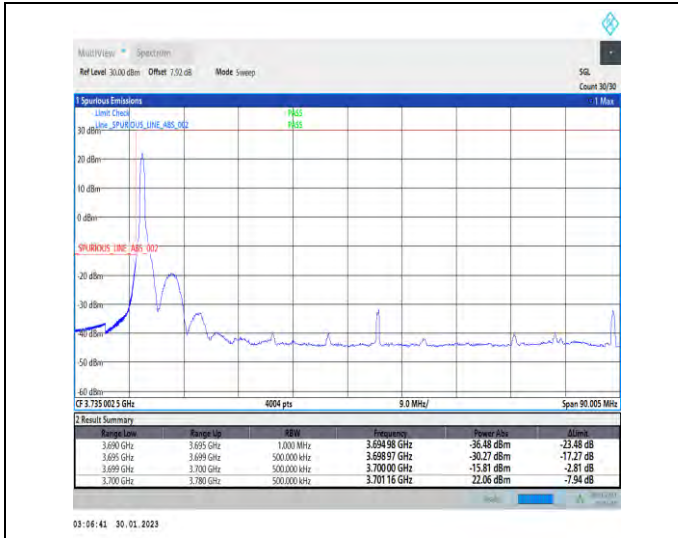 MultiView Spectrum
Ref Level 30.00 dBm Offset 7.92 dB Mode Sweep SGL
Count 30/30
1 Spurious Emissions 1 Max
Limit Check PASS
Line _SPURIOUS_LINE_ABS_002 PASS
30 dBm
20 dBm
10 dBm
0 dBm
SPURIOUS_LINE_ABS_002
-20 dBm
-30 dBm
-40 dBm
-50 dBm
-60 dBm
CF 3.735 002 5 GHz 4004 pts 9.0 MHz/ Span 90.005 MHz
2 Result Summary
Range Low Range Up RBW Frequency Power Abs ΔLimit
3.690 GHz 3.695 GHz 1.000 MHz 3.694 98 GHz -36.48 dBm -23.48 dB
3.695 GHz 3.699 GHz 500.000 kHz 3.698 97 GHz -30.27 dBm -17.27 dB
3.699 GHz 3.700 GHz 500.000 kHz 3.700 00 GHz -15.81 dBm -2.81 dB
3.700 GHz 3.780 GHz 500.000 kHz 3.701 16 GHz 22.06 dBm -7.94 dB
03:06:41 30.01.2023